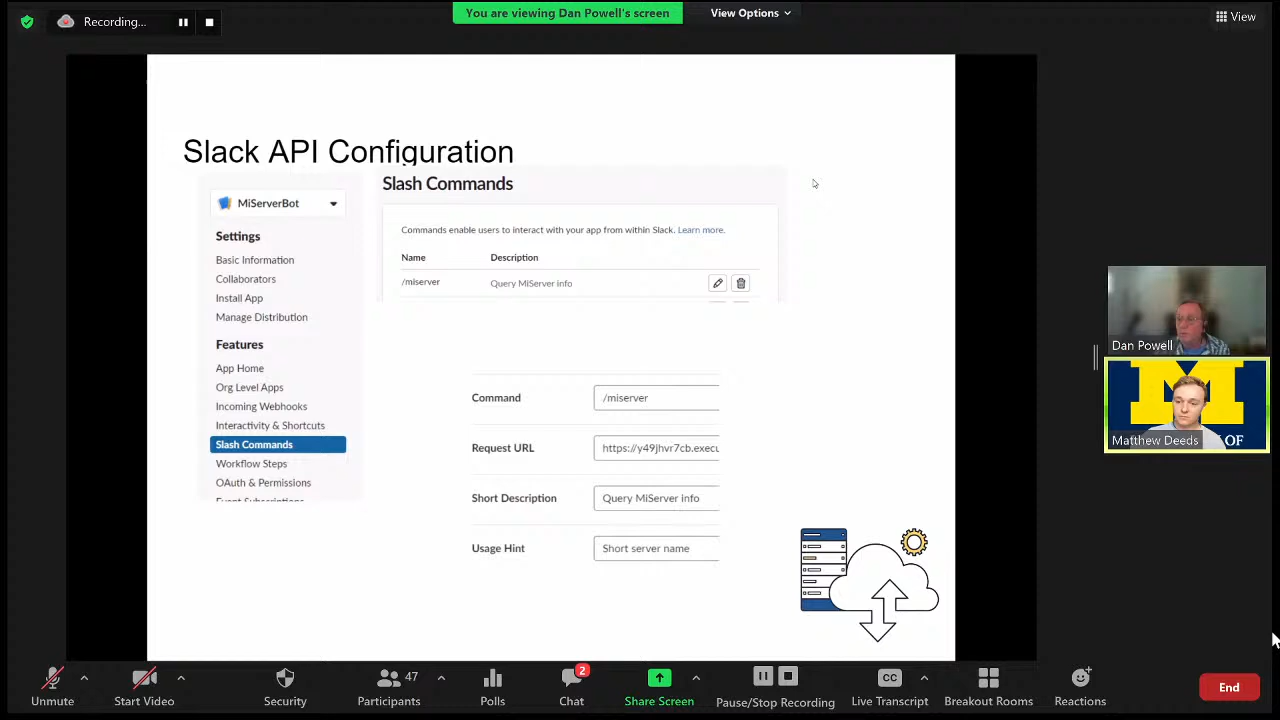 Recording...
You are viewing Dan Powell's screen
View Options
View
Slack API Configuration
MiServerBot
Settings
Basic Information
Collaborators
Install App
Manage Distribution
Features
App Home
Org Level Apps
Incoming Webhooks
Interactivity & Shortcuts
Slash Commands
Workflow Steps
OAuth & Permissions
Event Subscriptions
Slash Commands
Commands enable users to interact with your app from within Slack. Learn more.
Name Description
/miserver Query MiServer info
Command /miserver
Request URL https://y49jhvr7cb.execu
Short Description Query MiServer info
Usage Hint Short server name
Dan Powell
M
Matthew Deeds
OF
Unmute
Start Video
Security
47
Participants
Polls
2
Chat
Share Screen
Pause/Stop Recording
CC
Live Transcript
Breakout Rooms
Reactions
End